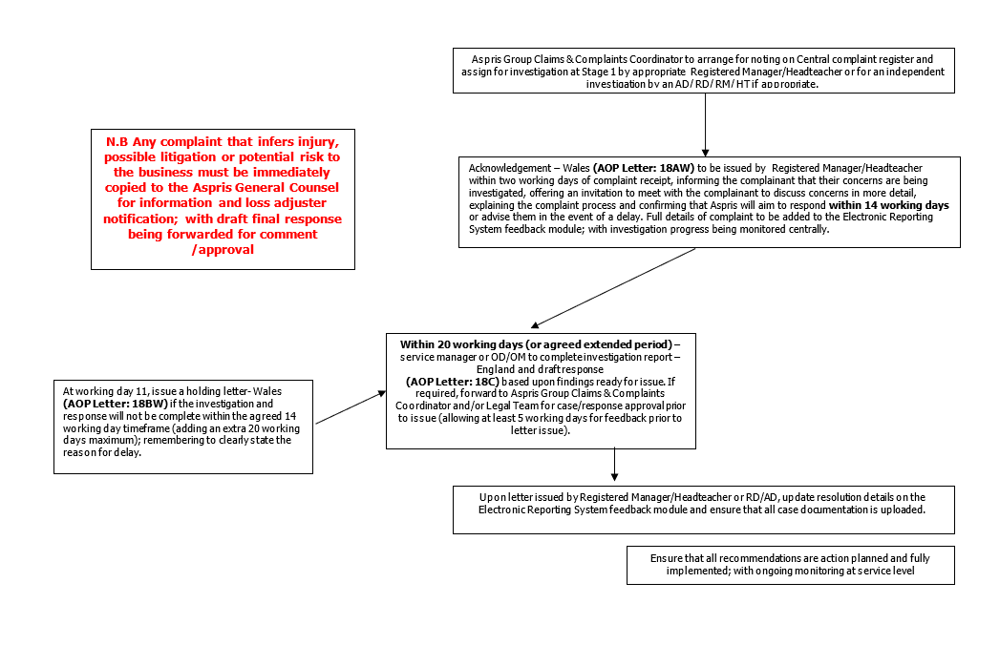 Aspris Group Claims & Complaints Coordinator to arrange for noting on Central complaint register and
assign for investigation at Stage 1 by appropriate Registered Manager/Headteacher or for an independent
investigation by an AD/ RD/ RM/ HT if appropriate.
N.B Any complaint that infers injury,
possible litigation or potential risk to
the business must be immediately
copied to the Aspris General Counsel
for information and loss adjuster
notification; with draft final response
being forwarded for comment
/approval
Acknowledgement – Wales (AOP Letter: 18AW) to be issued by Registered Manager/Headteacher
within two working days of complaint receipt, informing the complainant that their concerns are being
investigated, offering an invitation to meet with the complainant to discuss concerns in more detail,
explaining the complaint process and confirming that Aspris will aim to respond within 14 working days
or advise them in the event of a delay. Full details of complaint to be added to the Electronic Reporting
System feedback module; with investigation progress being monitored centrally.
Within 20 working days (or agreed extended period) –
service manager or OD/OM to complete investigation report –
England and draft response
(AOP Letter: 18C) based upon findings ready for issue. If
required, forward to Aspris Group Claims & Complaints
Coordinator and/or Legal Team for case/response approval prior
to issue (allowing at least 5 working days for feedback prior to
letter issue).
At working day 11, issue a holding letter- Wales
(AOP Letter: 18BW) if the investigation and
response will not be complete within the agreed 14
working day timeframe (adding an extra 20 working
days maximum); remembering to clearly state the
reason for delay.
Upon letter issued by Registered Manager/Headteacher or RD/AD, update resolution details on the
Electronic Reporting System feedback module and ensure that all case documentation is uploaded.
Ensure that all recommendations are action planned and fully
implemented; with ongoing monitoring at service level